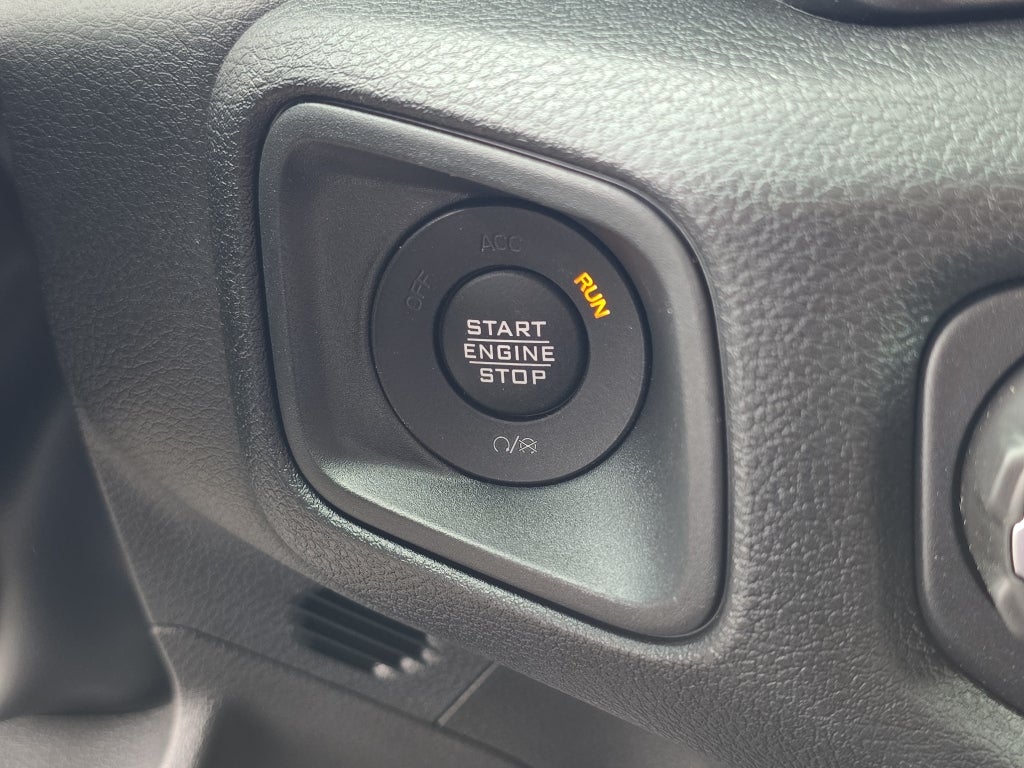 ACC
OFF
RUN
START
ENGINE
STOP